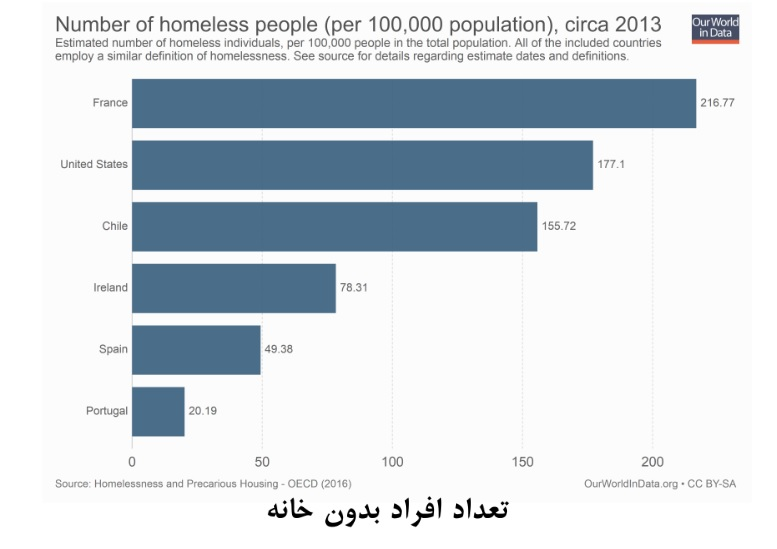 Number of homeless people (per 100,000 population), circa 2013
Our World
in Data
Estimated number of homeless individuals, per 100,000 people in the total population. All of the included countries
employ a similar definition of homelessness. See source for details regarding estimate dates and definitions.
France 216.77
United States 177.1
Chile 155.72
Ireland 78.31
Spain 49.38
Portugal 20.19
0 50 100 150 200
Source: Homelessness and Precarious Housing - OECD (2016) OurWorldInData.org • CC BY-SA
تعداد افراد بدون خانه